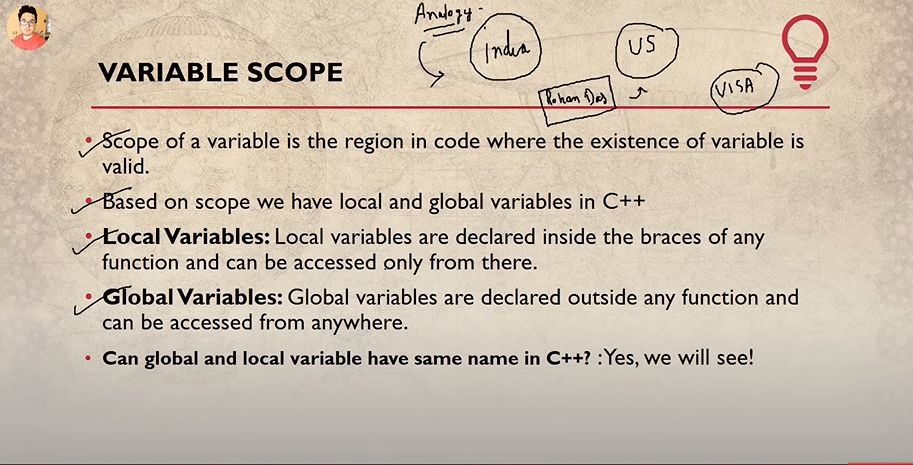 Analogy -
India
US
Rohan Das
VISA
VARIABLE SCOPE
• Scope of a variable is the region in code where the existence of variable is
valid.
• Based on scope we have local and global variables in C++
• Local Variables: Local variables are declared inside the braces of any
function and can be accessed only from there.
• Global Variables: Global variables are declared outside any function and
can be accessed from anywhere.
• Can global and local variable have same name in C++? :Yes, we will see!